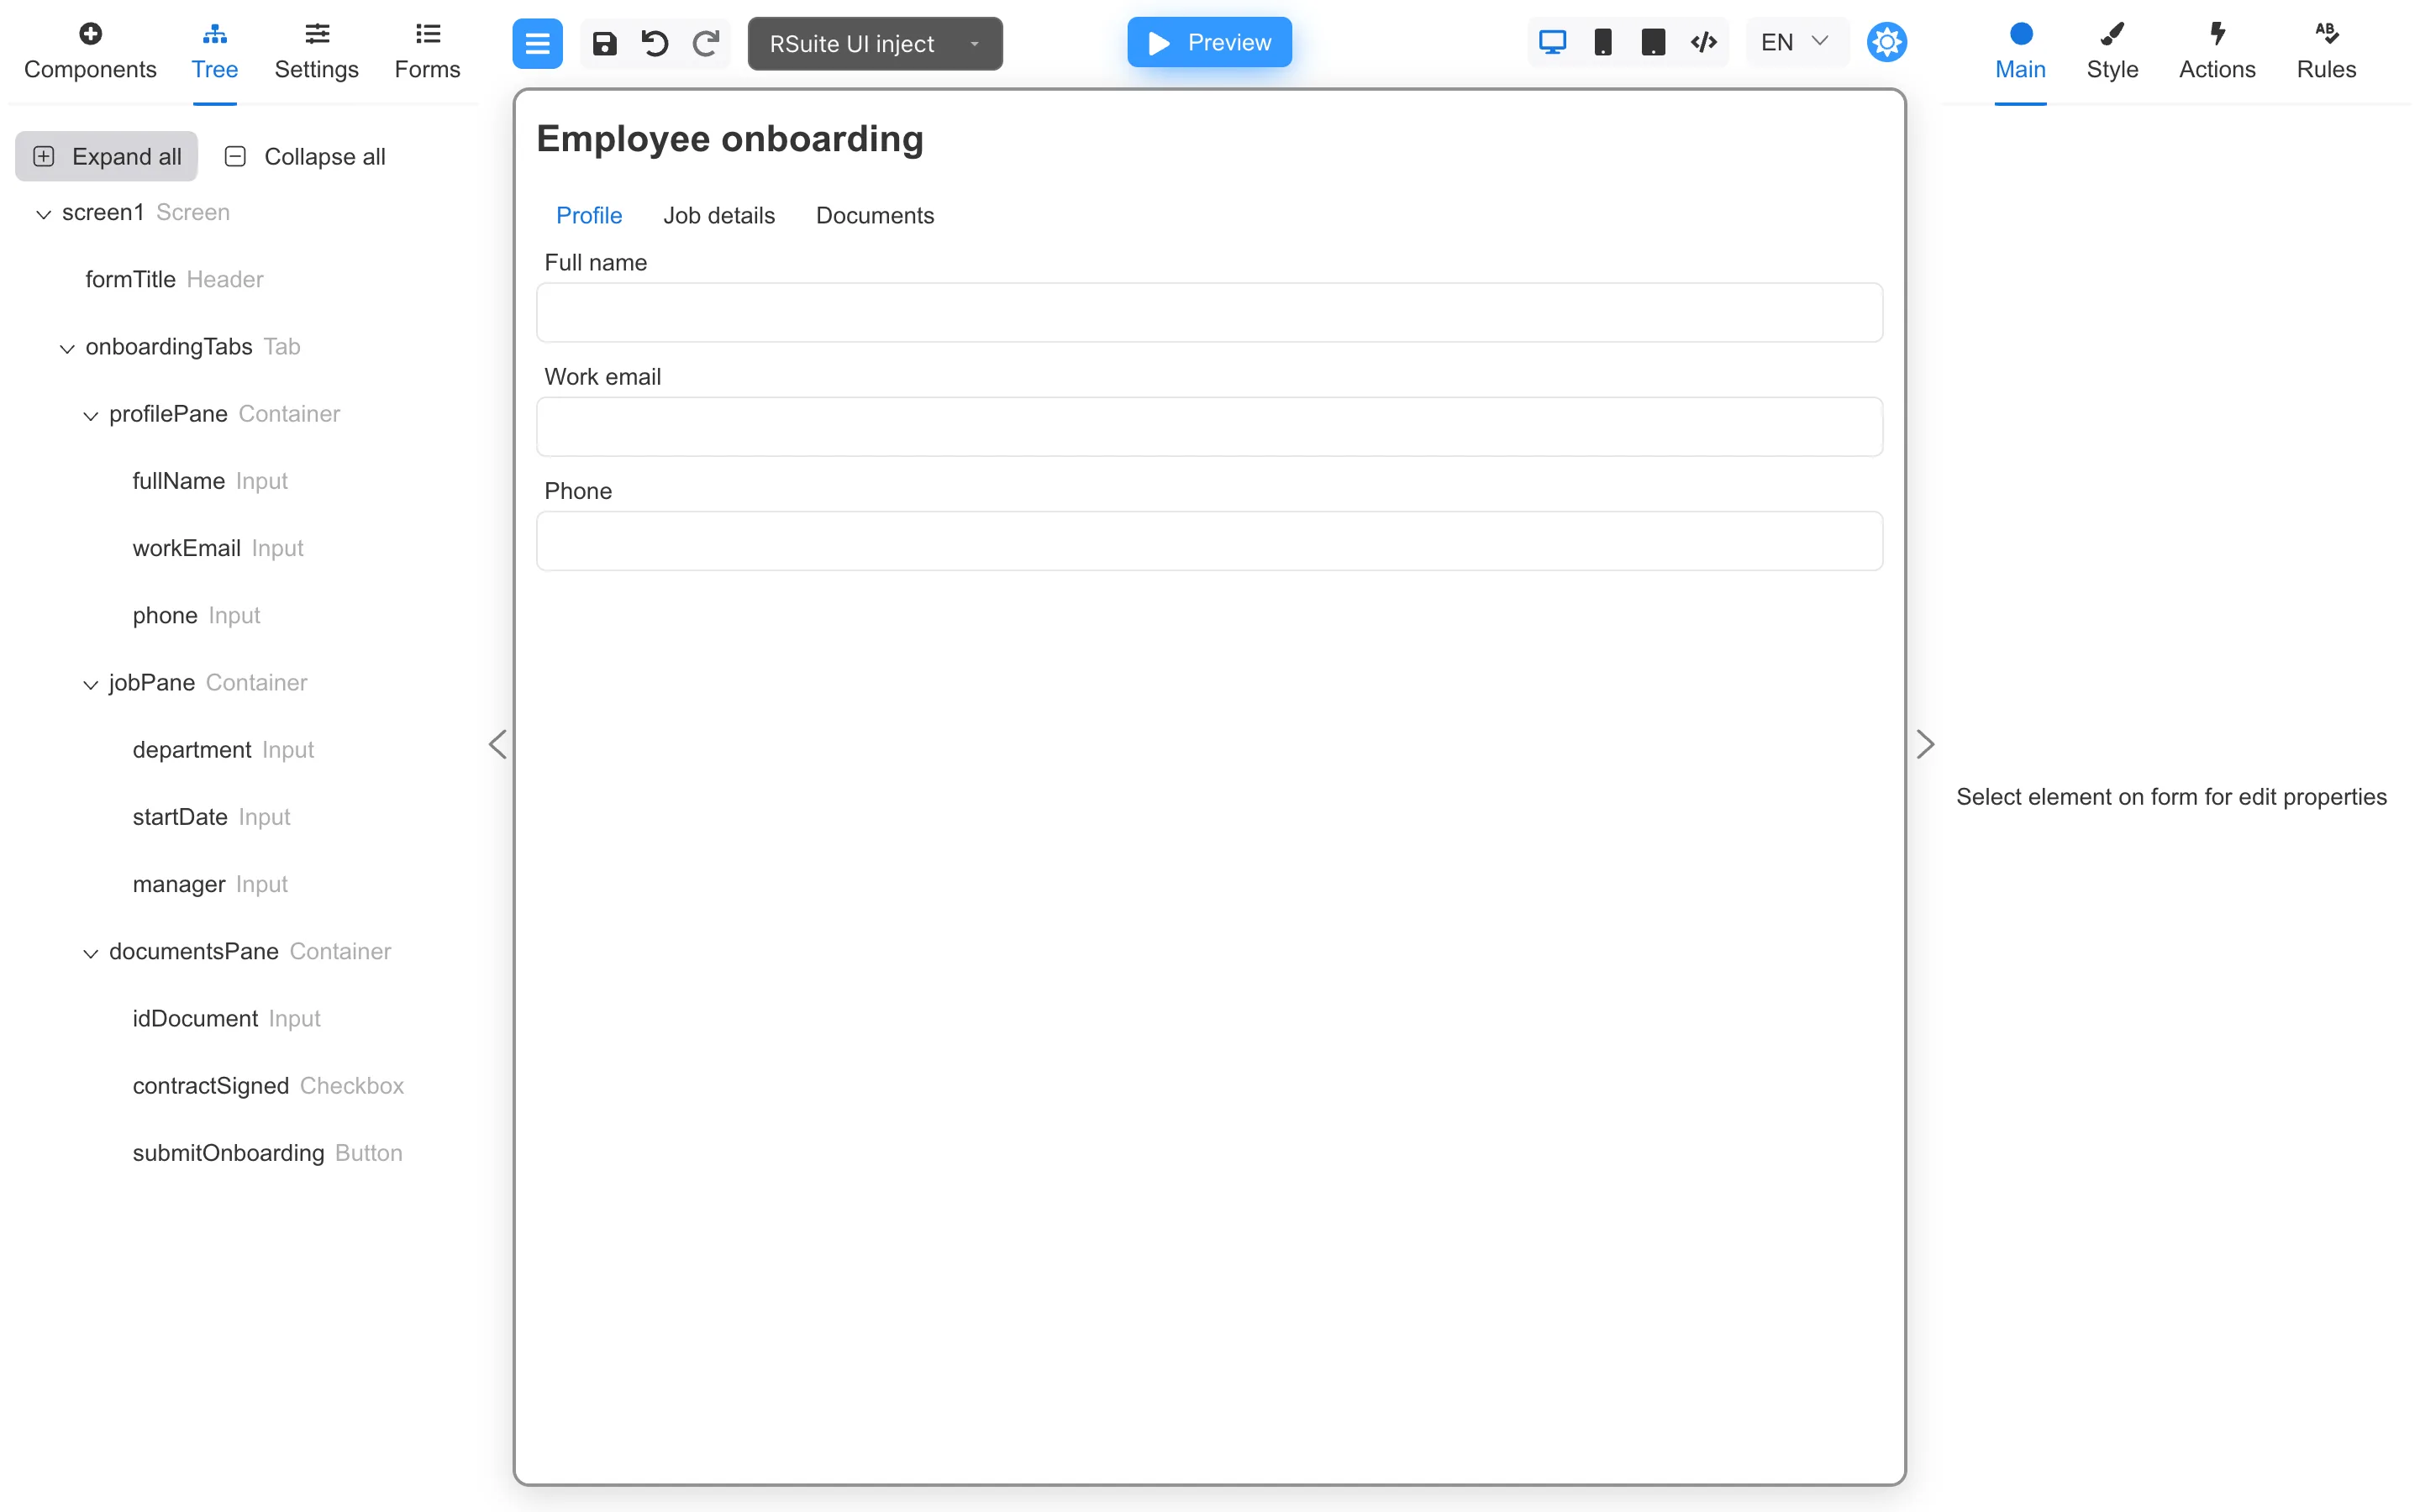 Components Tree Settings Forms
RSuite UI inject
Preview
EN
Main Style Actions Rules
Expand all Collapse all
screen1 Screen
formTitle Header
onboardingTabs Tab
profilePane Container
fullName Input
workEmail Input
phone Input
jobPane Container
department Input
startDate Input
manager Input
documentsPane Container
idDocument Input
contractSigned Checkbox
submitOnboarding Button
Employee onboarding
Profile Job details Documents
Full name
Work email
Phone
Select element on form for edit properties